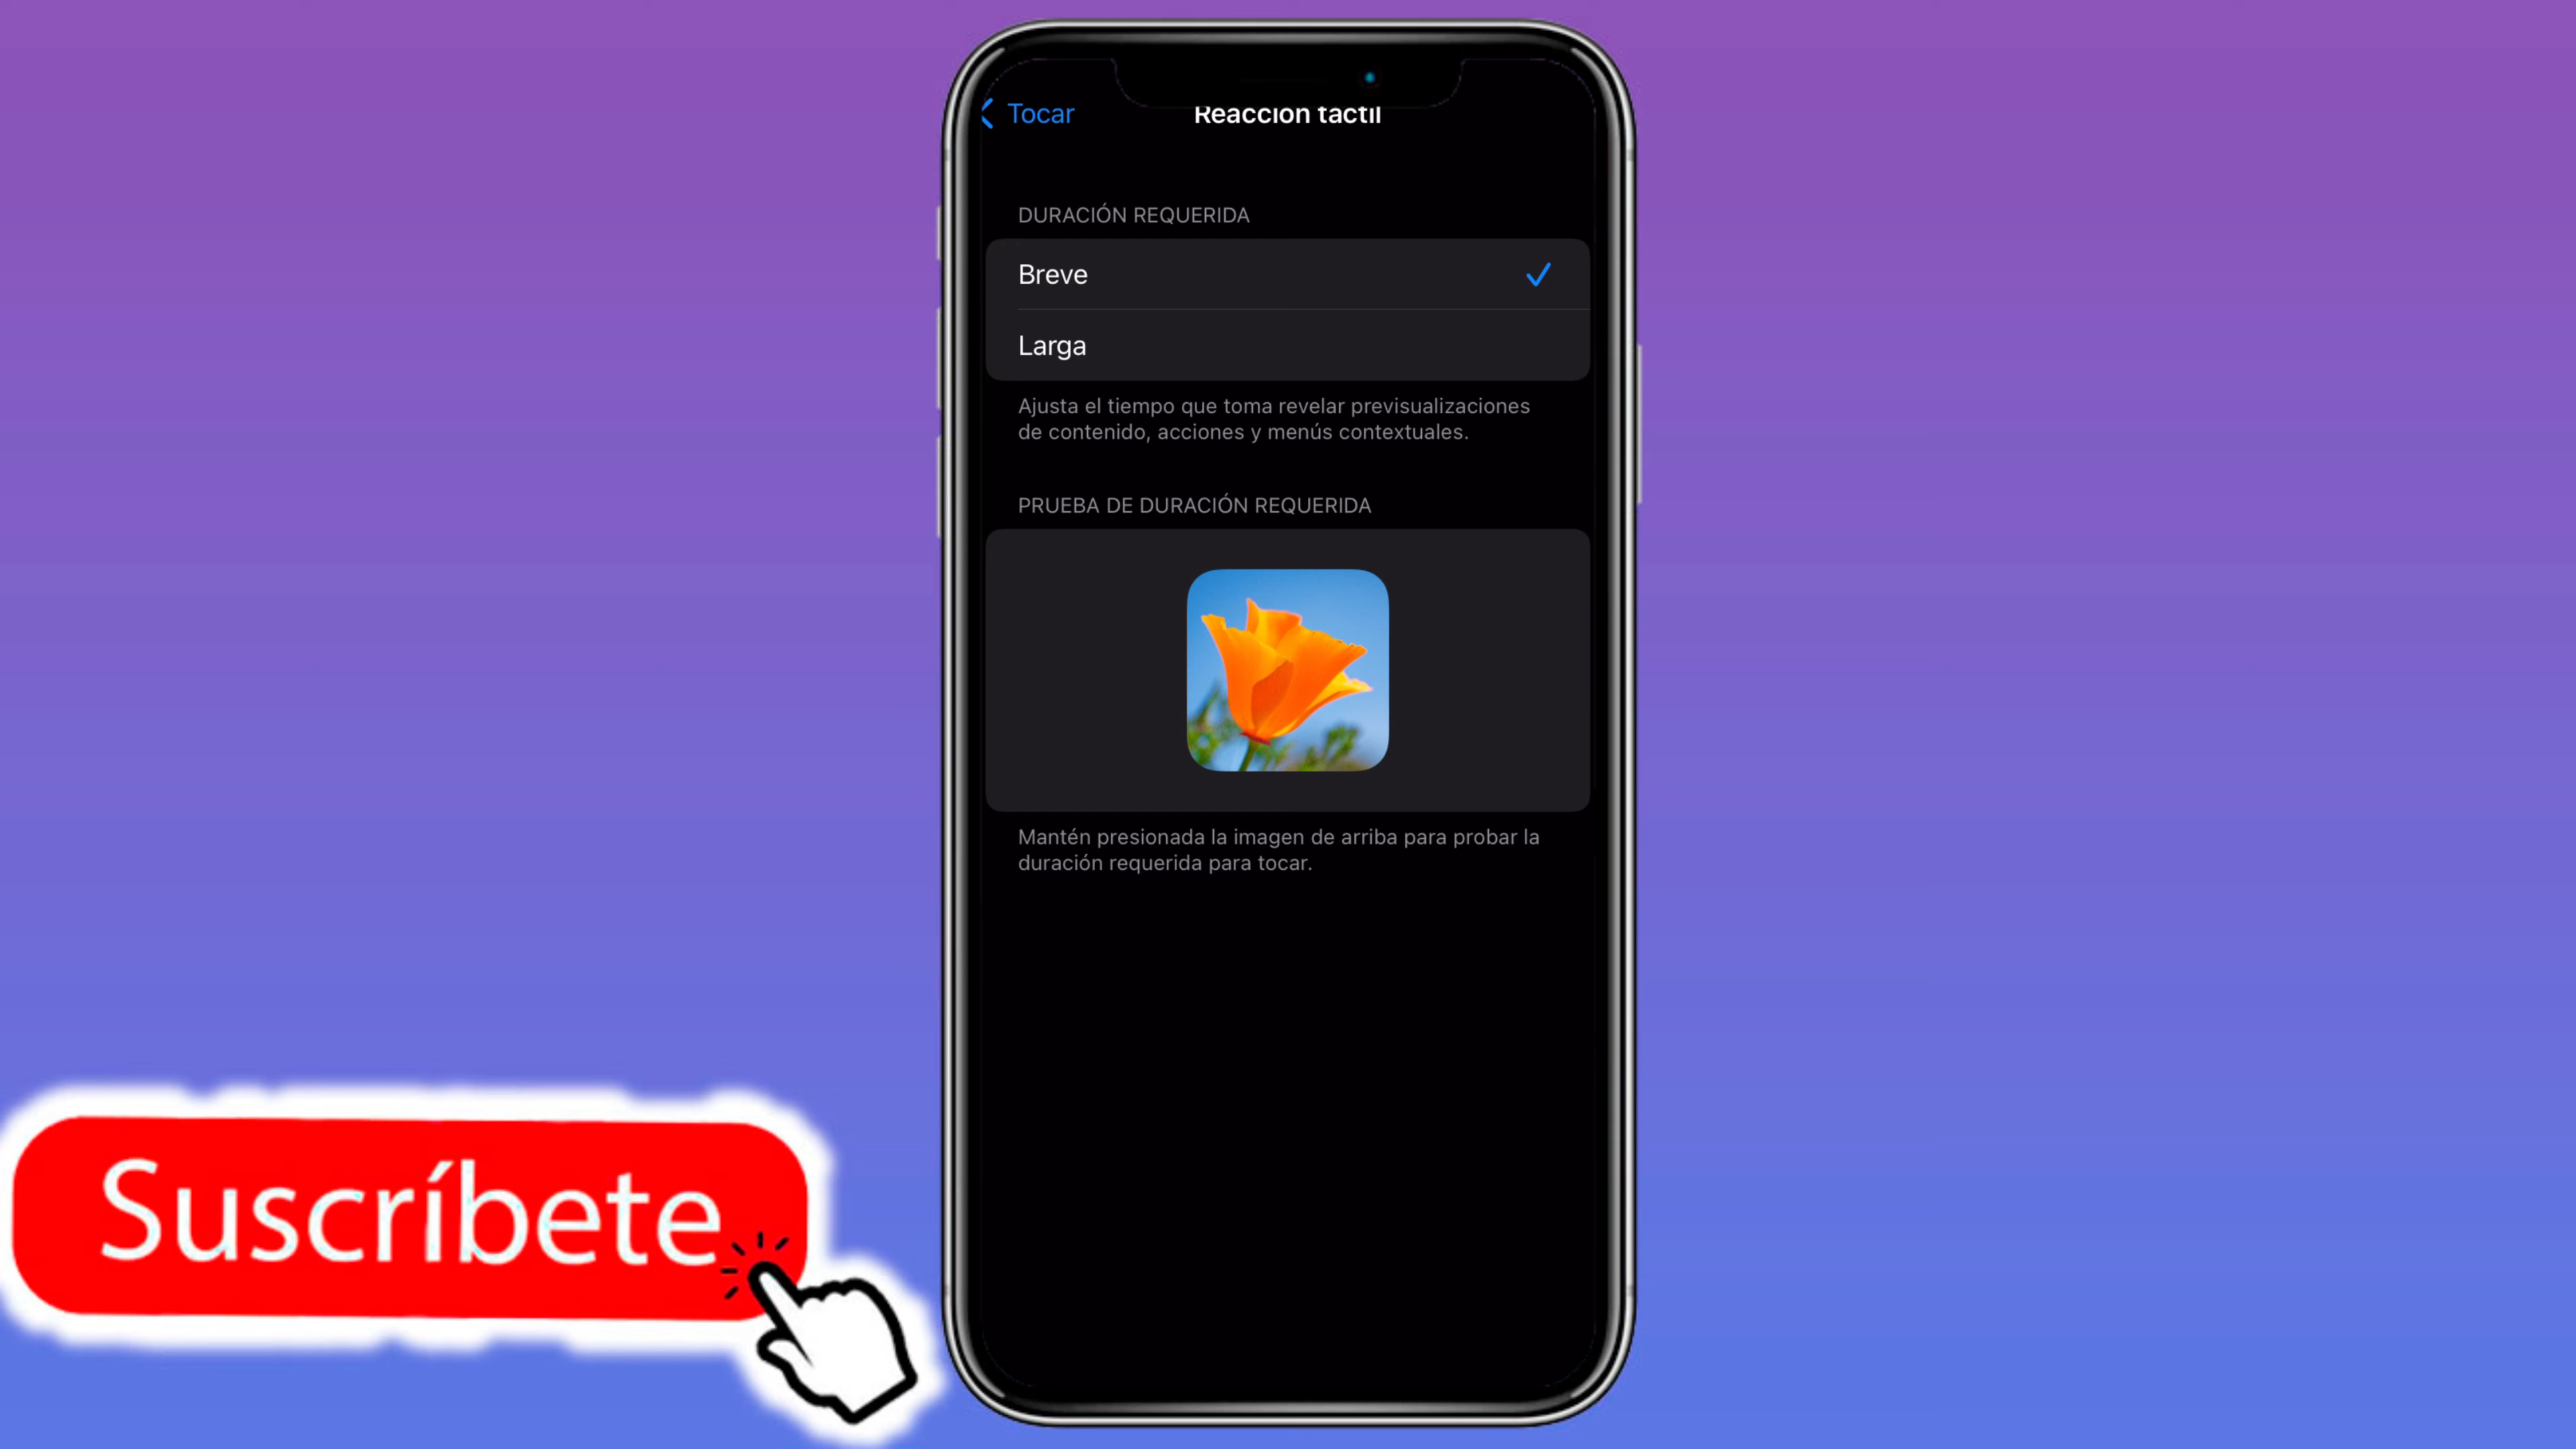 Tocar
Reacción táctil
DURACIÓN REQUERIDA
Breve
Larga
Ajusta el tiempo que toma revelar previsualizaciones
de contenido, acciones y menús contextuales.
PRUEBA DE DURACIÓN REQUERIDA
Mantén presionada la imagen de arriba para probar la
duración requerida para tocar.
Suscríbete